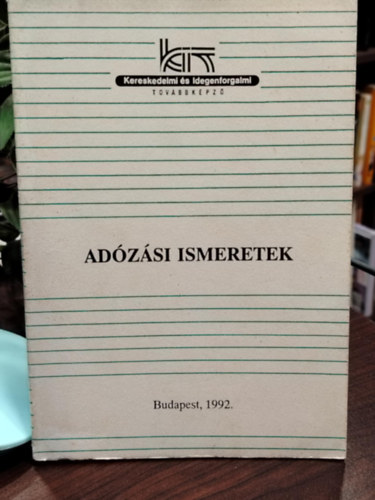 KIT
Kereskedelmi és Idegenforgalmi
TOVÁBBKÉPZŐ
ADÓZÁSI ISMERETEK
Budapest, 1992.